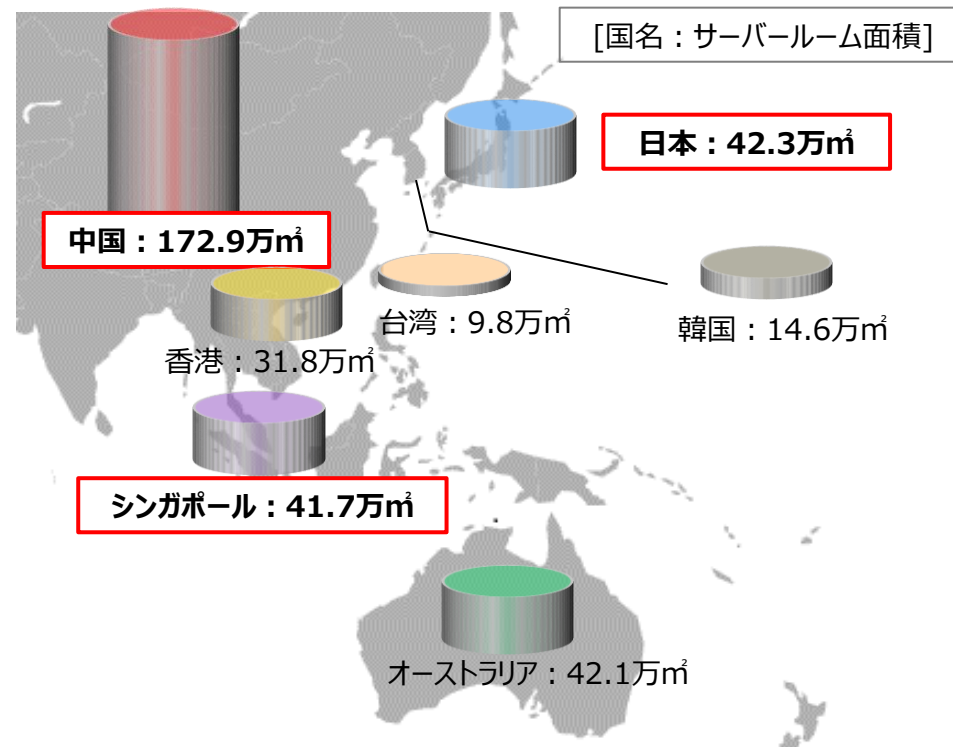 [国名：サーバールーム面積]
日本：42.3万㎡
中国：172.9万㎡
台湾：9.8万㎡
韓国：14.6万㎡
香港：31.8万㎡
シンガポール：41.7万㎡
オーストラリア：42.1万㎡